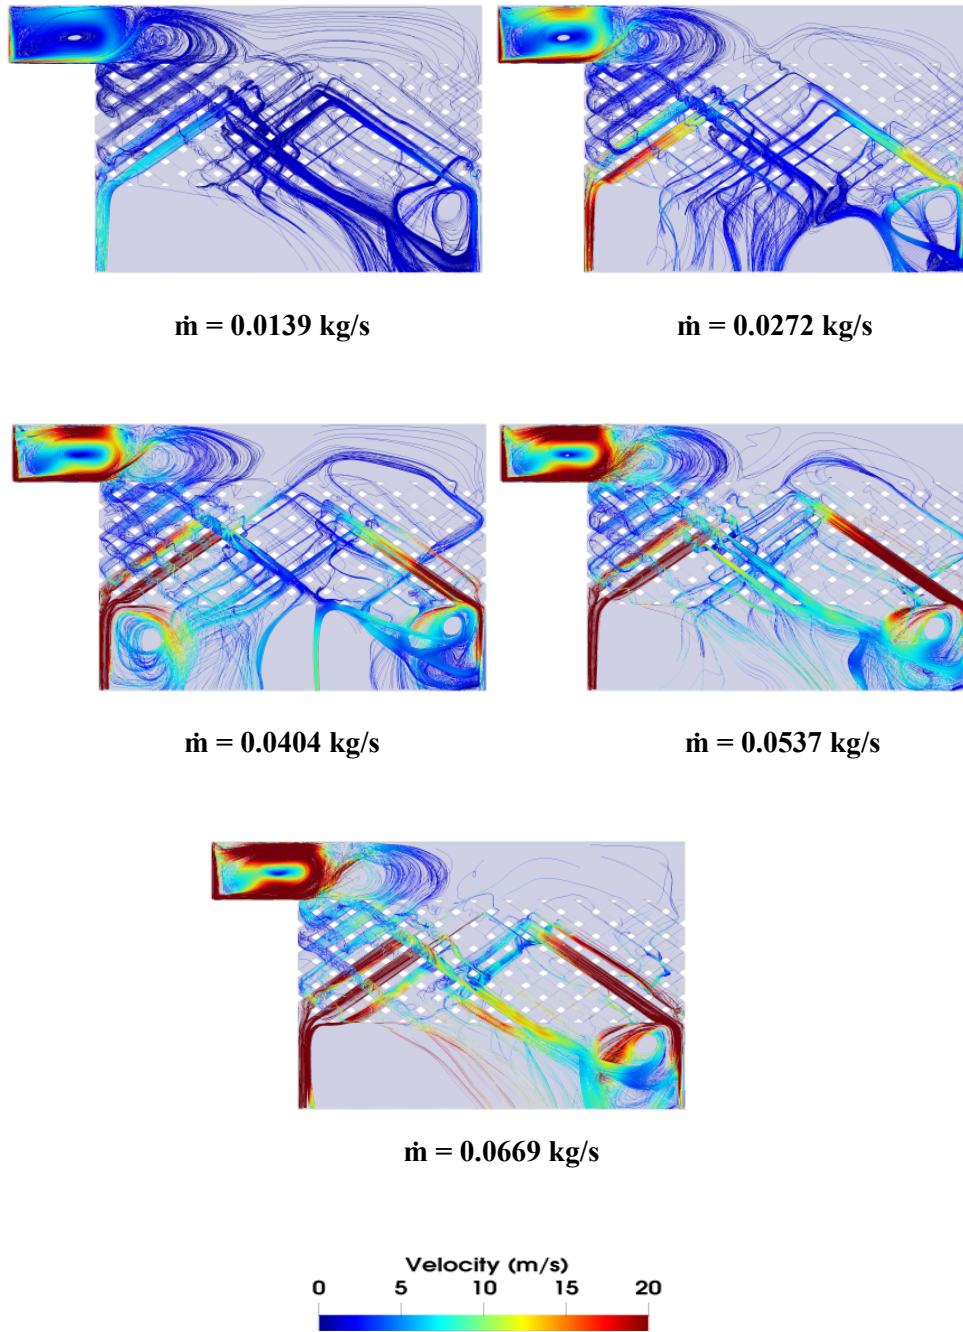 ṁ = 0.0139 kg/s
ṁ = 0.0272 kg/s
ṁ = 0.0404 kg/s
ṁ = 0.0537 kg/s
ṁ = 0.0669 kg/s
Velocity (m/s)
0 5 10 15 20